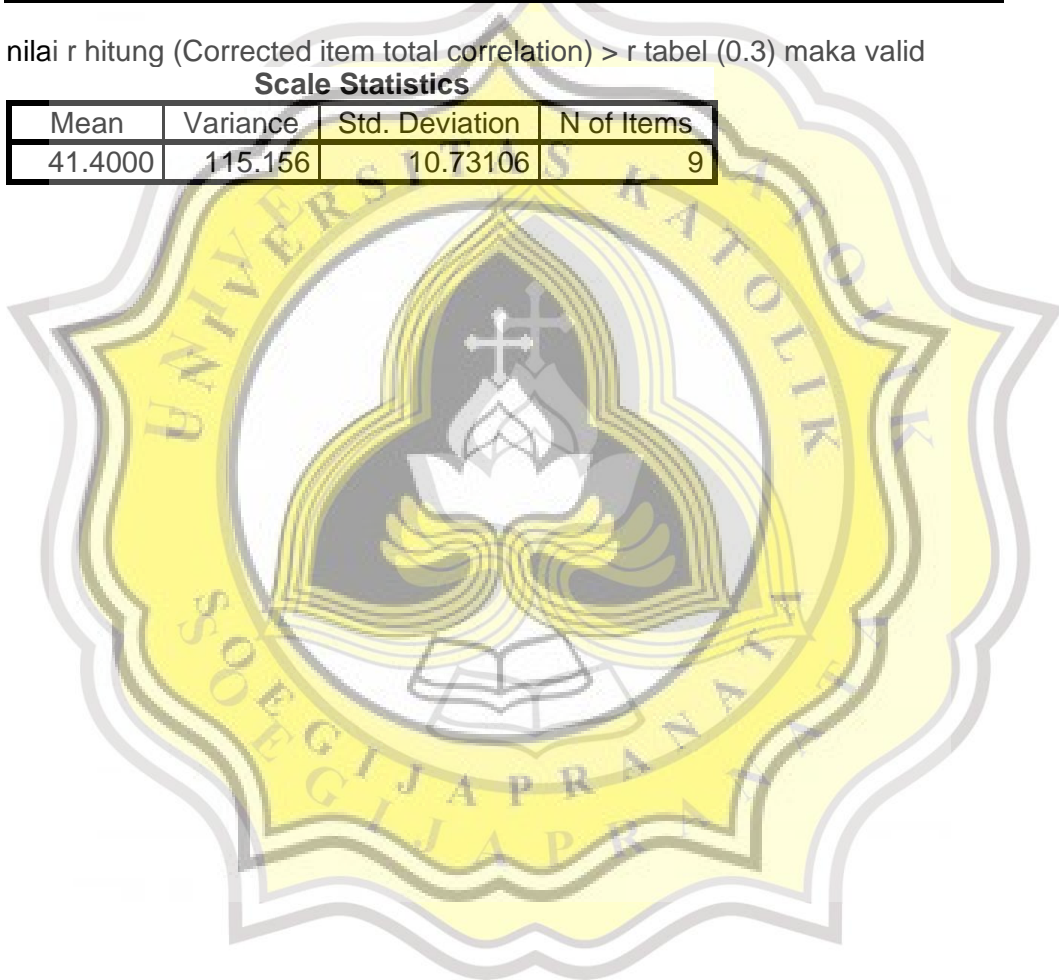 nilai r hitung (Corrected item total correlation) > r tabel (0.3) maka valid
Scale Statistics
Mean Variance Std. Deviation N of Items
41.4000 115.156 10.73106 9
UNIVERSITAS KATOLIK
SOEGIJAPRANATA